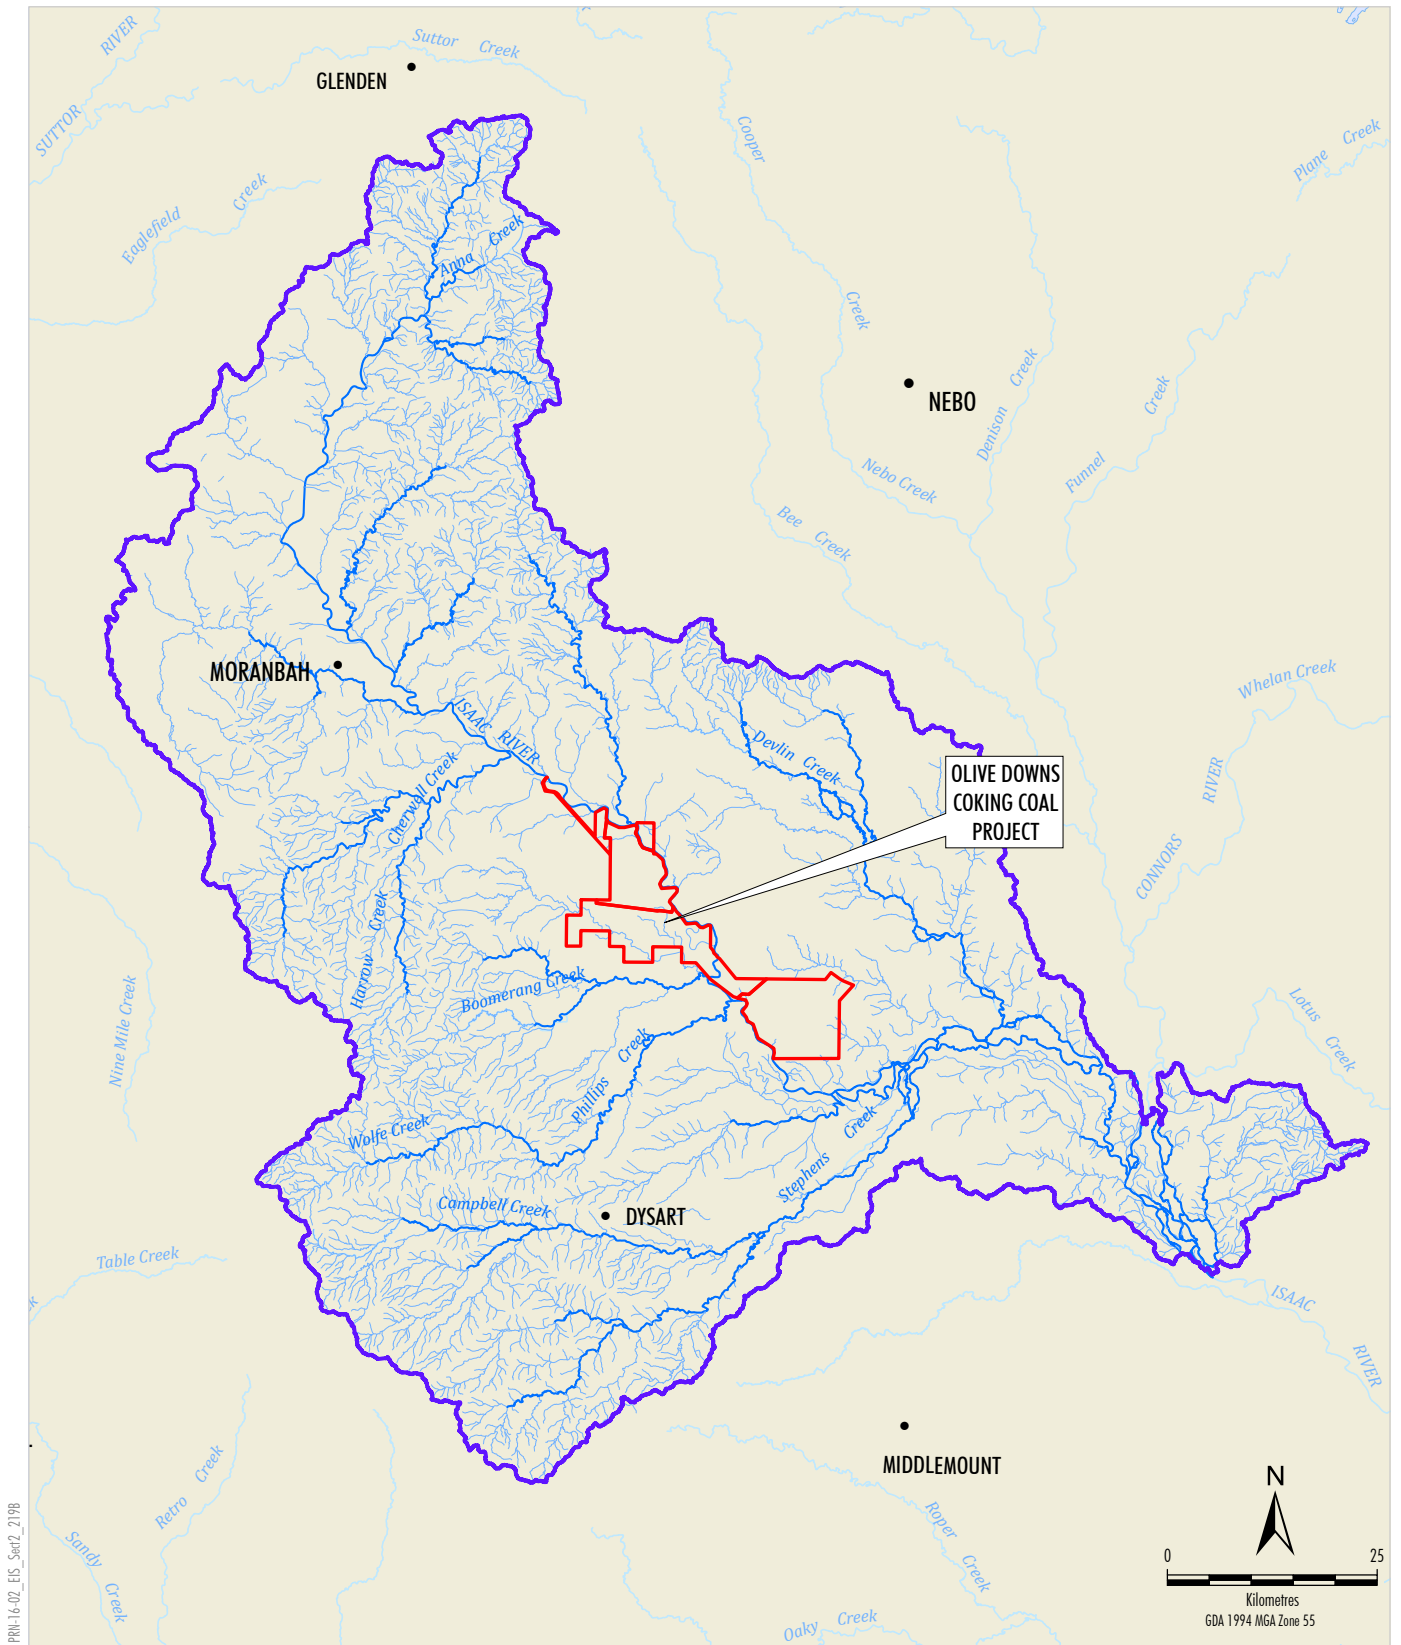 SUTTOR RIVER
Suttor Creek
GLENDEN
Cooper
Creek
Plane Creek
Eaglefield Creek
Anna Creek
Creek
NEBO
Denison Creek
Funnel Creek
Nebo Creek
Bee Creek
MORANBAH
ISAAC RIVER
Whelan Creek
Devlin Creek
OLIVE DOWNS
COKING COAL
PROJECT
Cherwell Creek
CONNORS RIVER
Harrow Creek
Boomerang Creek
Nine Mile Creek
Lotus Creek
Phillips Creek
Wolfe Creek
Stephens Creek
Campbell Creek
DYSART
Table Creek
ISAAC RIVER
MIDDLEMOUNT
Retro Creek
Roper Creek
Sandy Creek
Oaky Creek
N
0 25
Kilometres
GDA 1994 MGA Zone 55
PRN-16-02_EIS_Sect2_219B